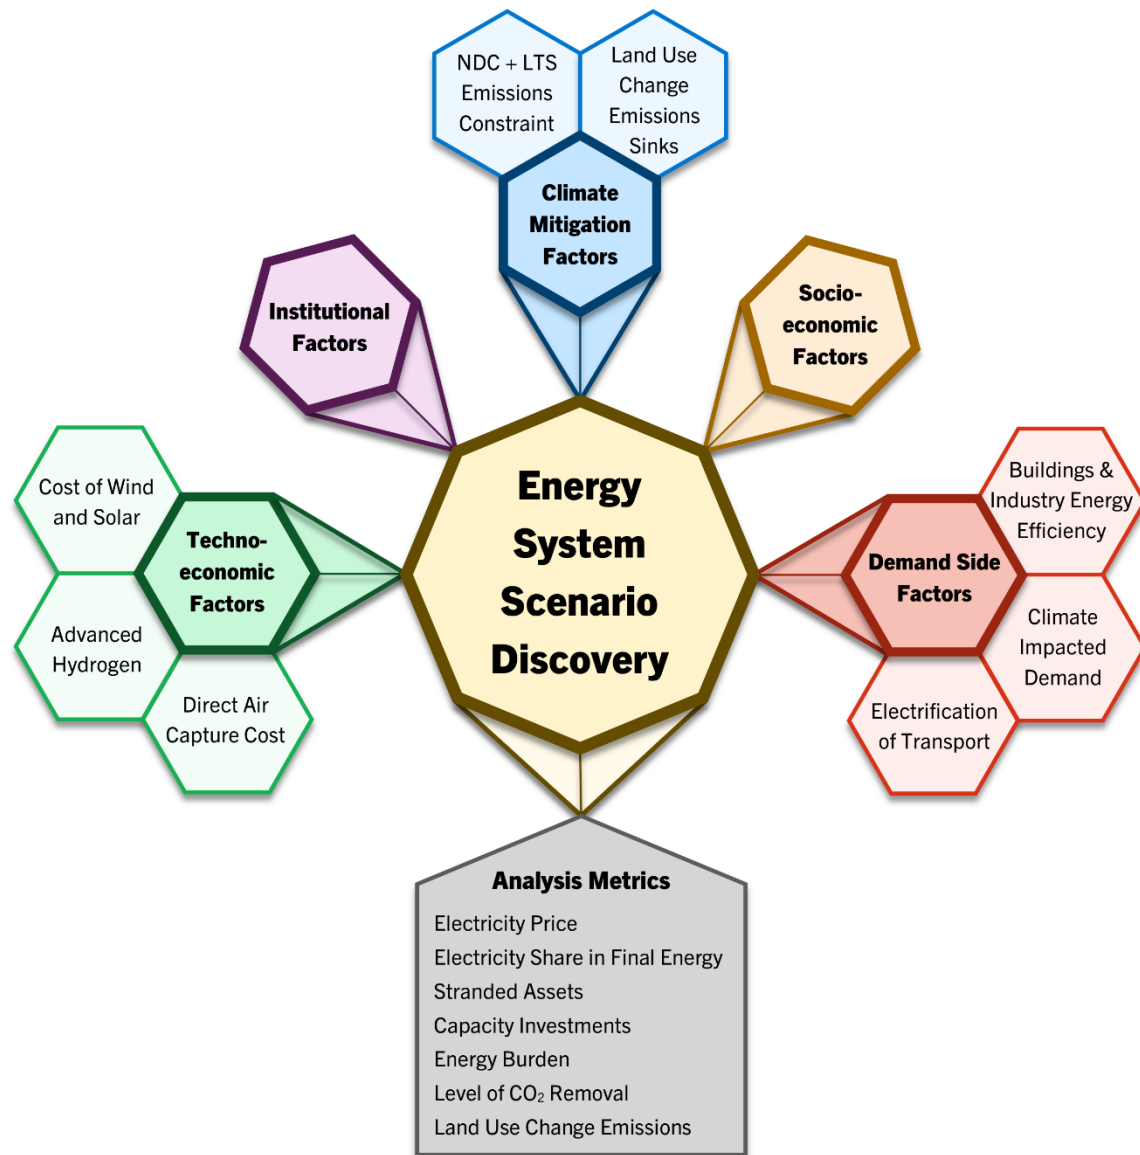 NDC + LTS
Emissions
Constraint
Land Use
Change
Emissions
Sinks
Climate
Mitigation
Factors
Institutional
Factors
Socio-
economic
Factors
Cost of Wind
and Solar
Techno-
economic
Factors
Advanced
Hydrogen
Direct Air
Capture Cost
Energy
System
Scenario
Discovery
Buildings &
Industry Energy
Efficiency
Demand Side
Factors
Climate
Impacted
Demand
Electrification
of Transport
Analysis Metrics
Electricity Price
Electricity Share in Final Energy
Stranded Assets
Capacity Investments
Energy Burden
Level of CO₂ Removal
Land Use Change Emissions